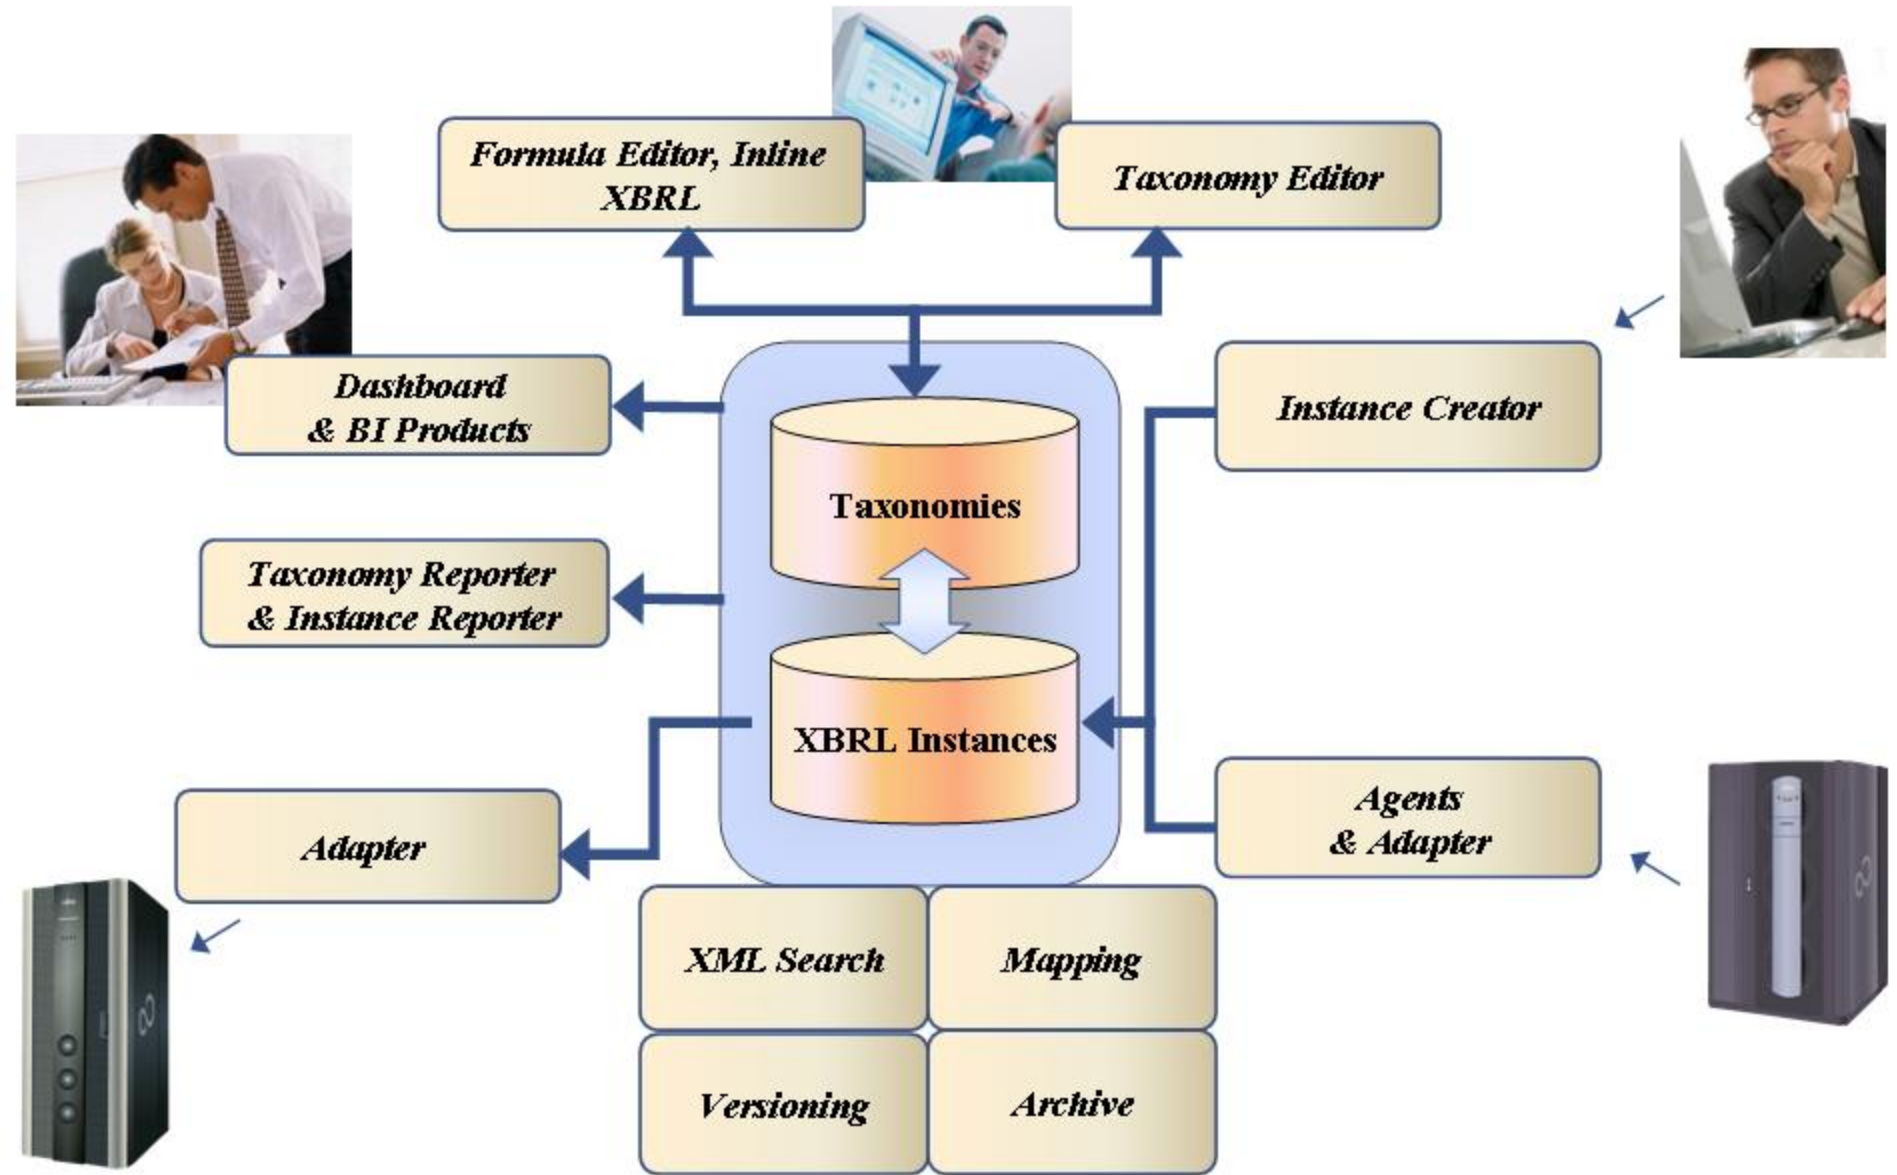 Formula Editor, Inline
XBRL
Taxonomy Editor
Dashboard
& BI Products
Instance Creator
Taxonomies
Taxonomy Reporter
& Instance Reporter
XBRL Instances
Adapter
Agents
& Adapter
XML Search
Mapping
Versioning
Archive